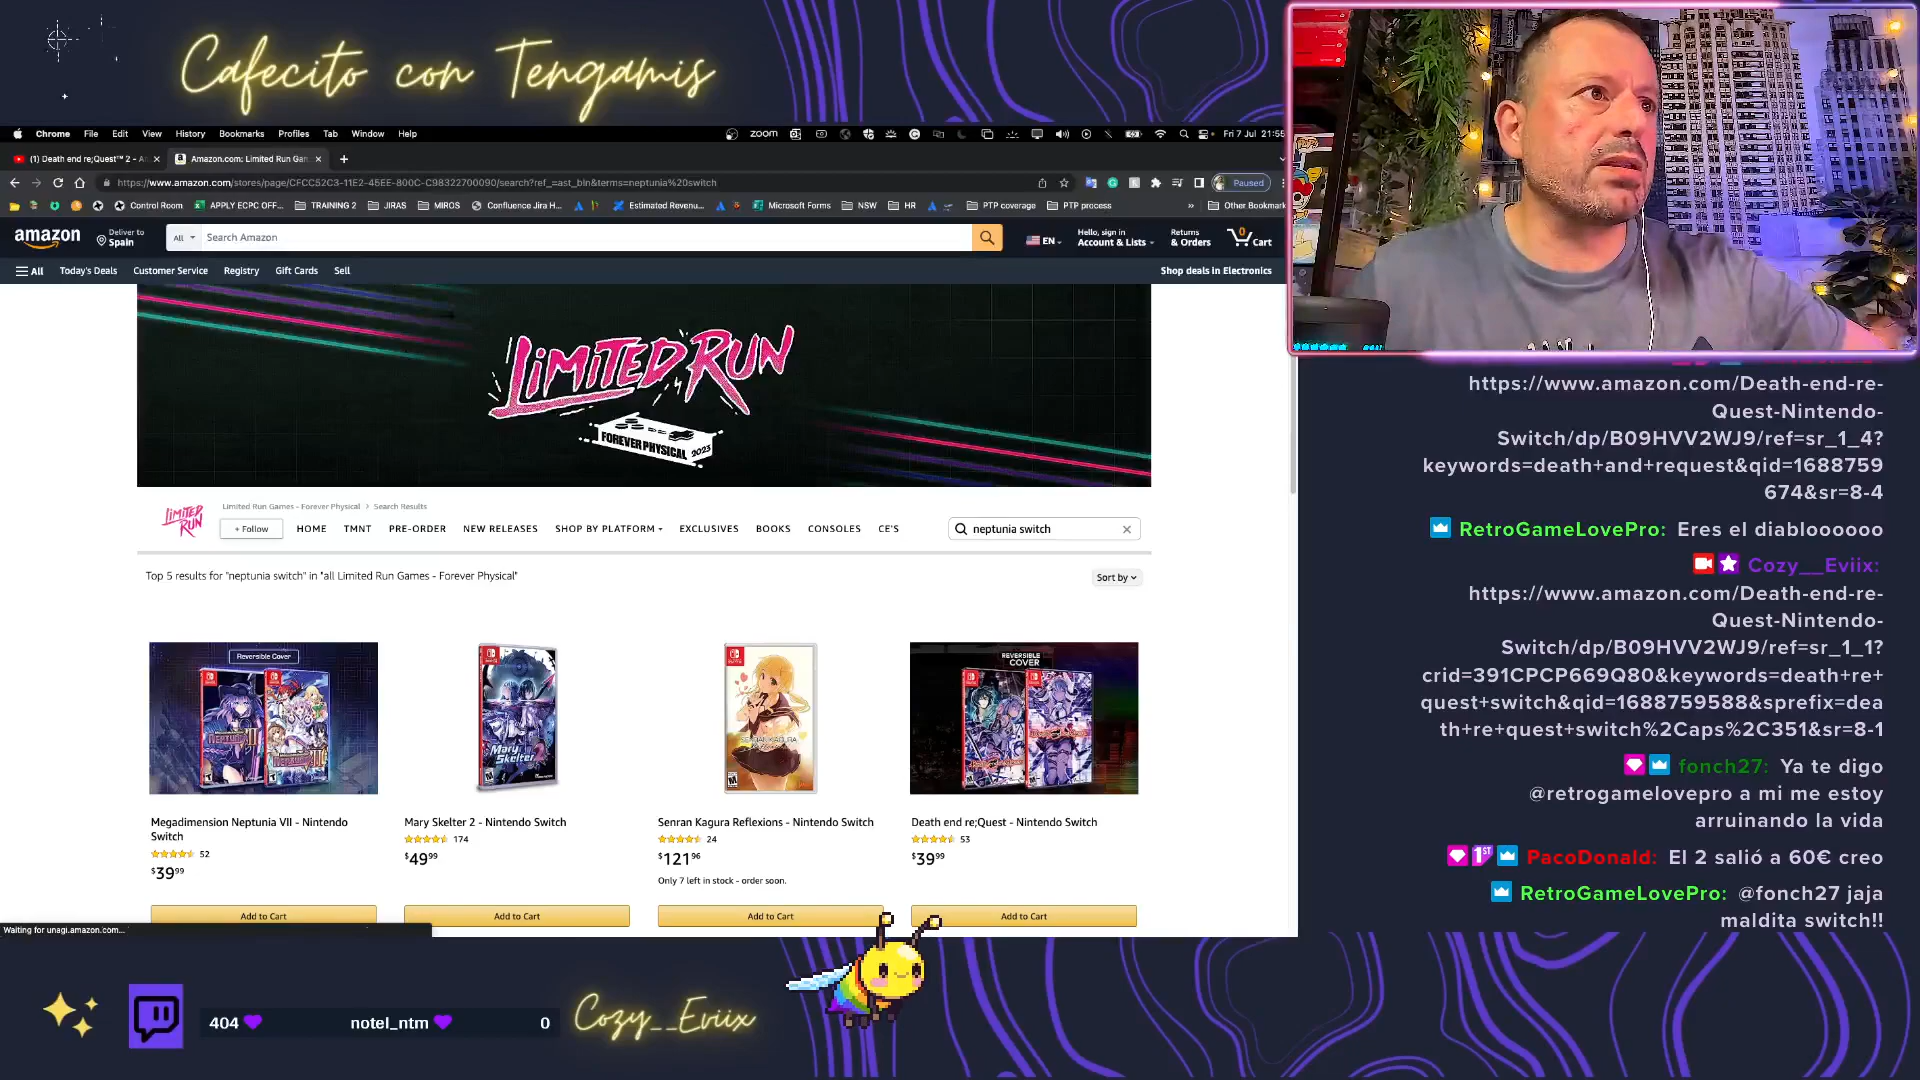 Cafecito con Tengamis
Chrome File Edit View History Bookmarks Profiles Tab Window Help
zoom
Fri 7 Jul 21:55
(1) Death end re;Quest™ 2 - A
Amazon.com: Limited Run Gam
https://www.amazon.com/stores/page/CFCC52C3-11E2-45EE-800C-C98322700090/search?ref_=ast_bln&terms=neptunia%20switch
Paused
Control Room
APPLY ECPC OFF...
TRAINING 2
JIRAS
MIROS
Confluence Jira H...
Estimated Revenu...
Microsoft Forms
NSW
HR
PTP coverage
PTP process
»
Other Bookmark
amazon
Deliver to
Spain
All
Search Amazon
EN
Hello, sign in
Account & Lists
Returns
& Orders
0
Cart
All Today's Deals Customer Service Registry Gift Cards Sell
Shop deals in Electronics
LIMITED RUN
FOREVER PHYSICAL 2023
LIMITED RUN
Limited Run Games - Forever Physical › Search Results
+ Follow
HOME TMNT PRE-ORDER NEW RELEASES SHOP BY PLATFORM EXCLUSIVES BOOKS CONSOLES CE'S
neptunia switch
Top 5 results for "neptunia switch" in "all Limited Run Games - Forever Physical"
Sort by
Reversible Cover
Mary Skelter
SENRAN KAGURA
REVERSIBLE
COVER
Megadimension Neptunia VII - Nintendo
Switch
52
$39.99
Add to Cart
Mary Skelter 2 - Nintendo Switch
174
$49.99
Add to Cart
Senran Kagura Reflexions - Nintendo Switch
24
$121.96
Only 7 left in stock - order soon.
Add to Cart
Death end re;Quest - Nintendo Switch
53
$39.99
Add to Cart
Waiting for unagi.amazon.com...
https://www.amazon.com/Death-end-re-
Quest-Nintendo-
Switch/dp/B09HVV2WJ9/ref=sr_1_4?
keywords=death+and+request&qid=1688759
674&sr=8-4
RetroGameLovePro: Eres el diabloooooo
Cozy__Eviix:
https://www.amazon.com/Death-end-re-
Quest-Nintendo-
Switch/dp/B09HVV2WJ9/ref=sr_1_1?
crid=391CPCP669Q80&keywords=death+re+
quest+switch&qid=1688759588&sprefix=dea
th+re+quest+switch%2Caps%2C351&sr=8-1
fonch27: Ya te digo
@retrogamelovepro a mi me estoy
arruinando la vida
1ST PacoDonald: El 2 salió a 60€ creo
RetroGameLovePro: @fonch27 jaja
maldita switch!!
404
notel_ntm
0
Cozy__Eviix